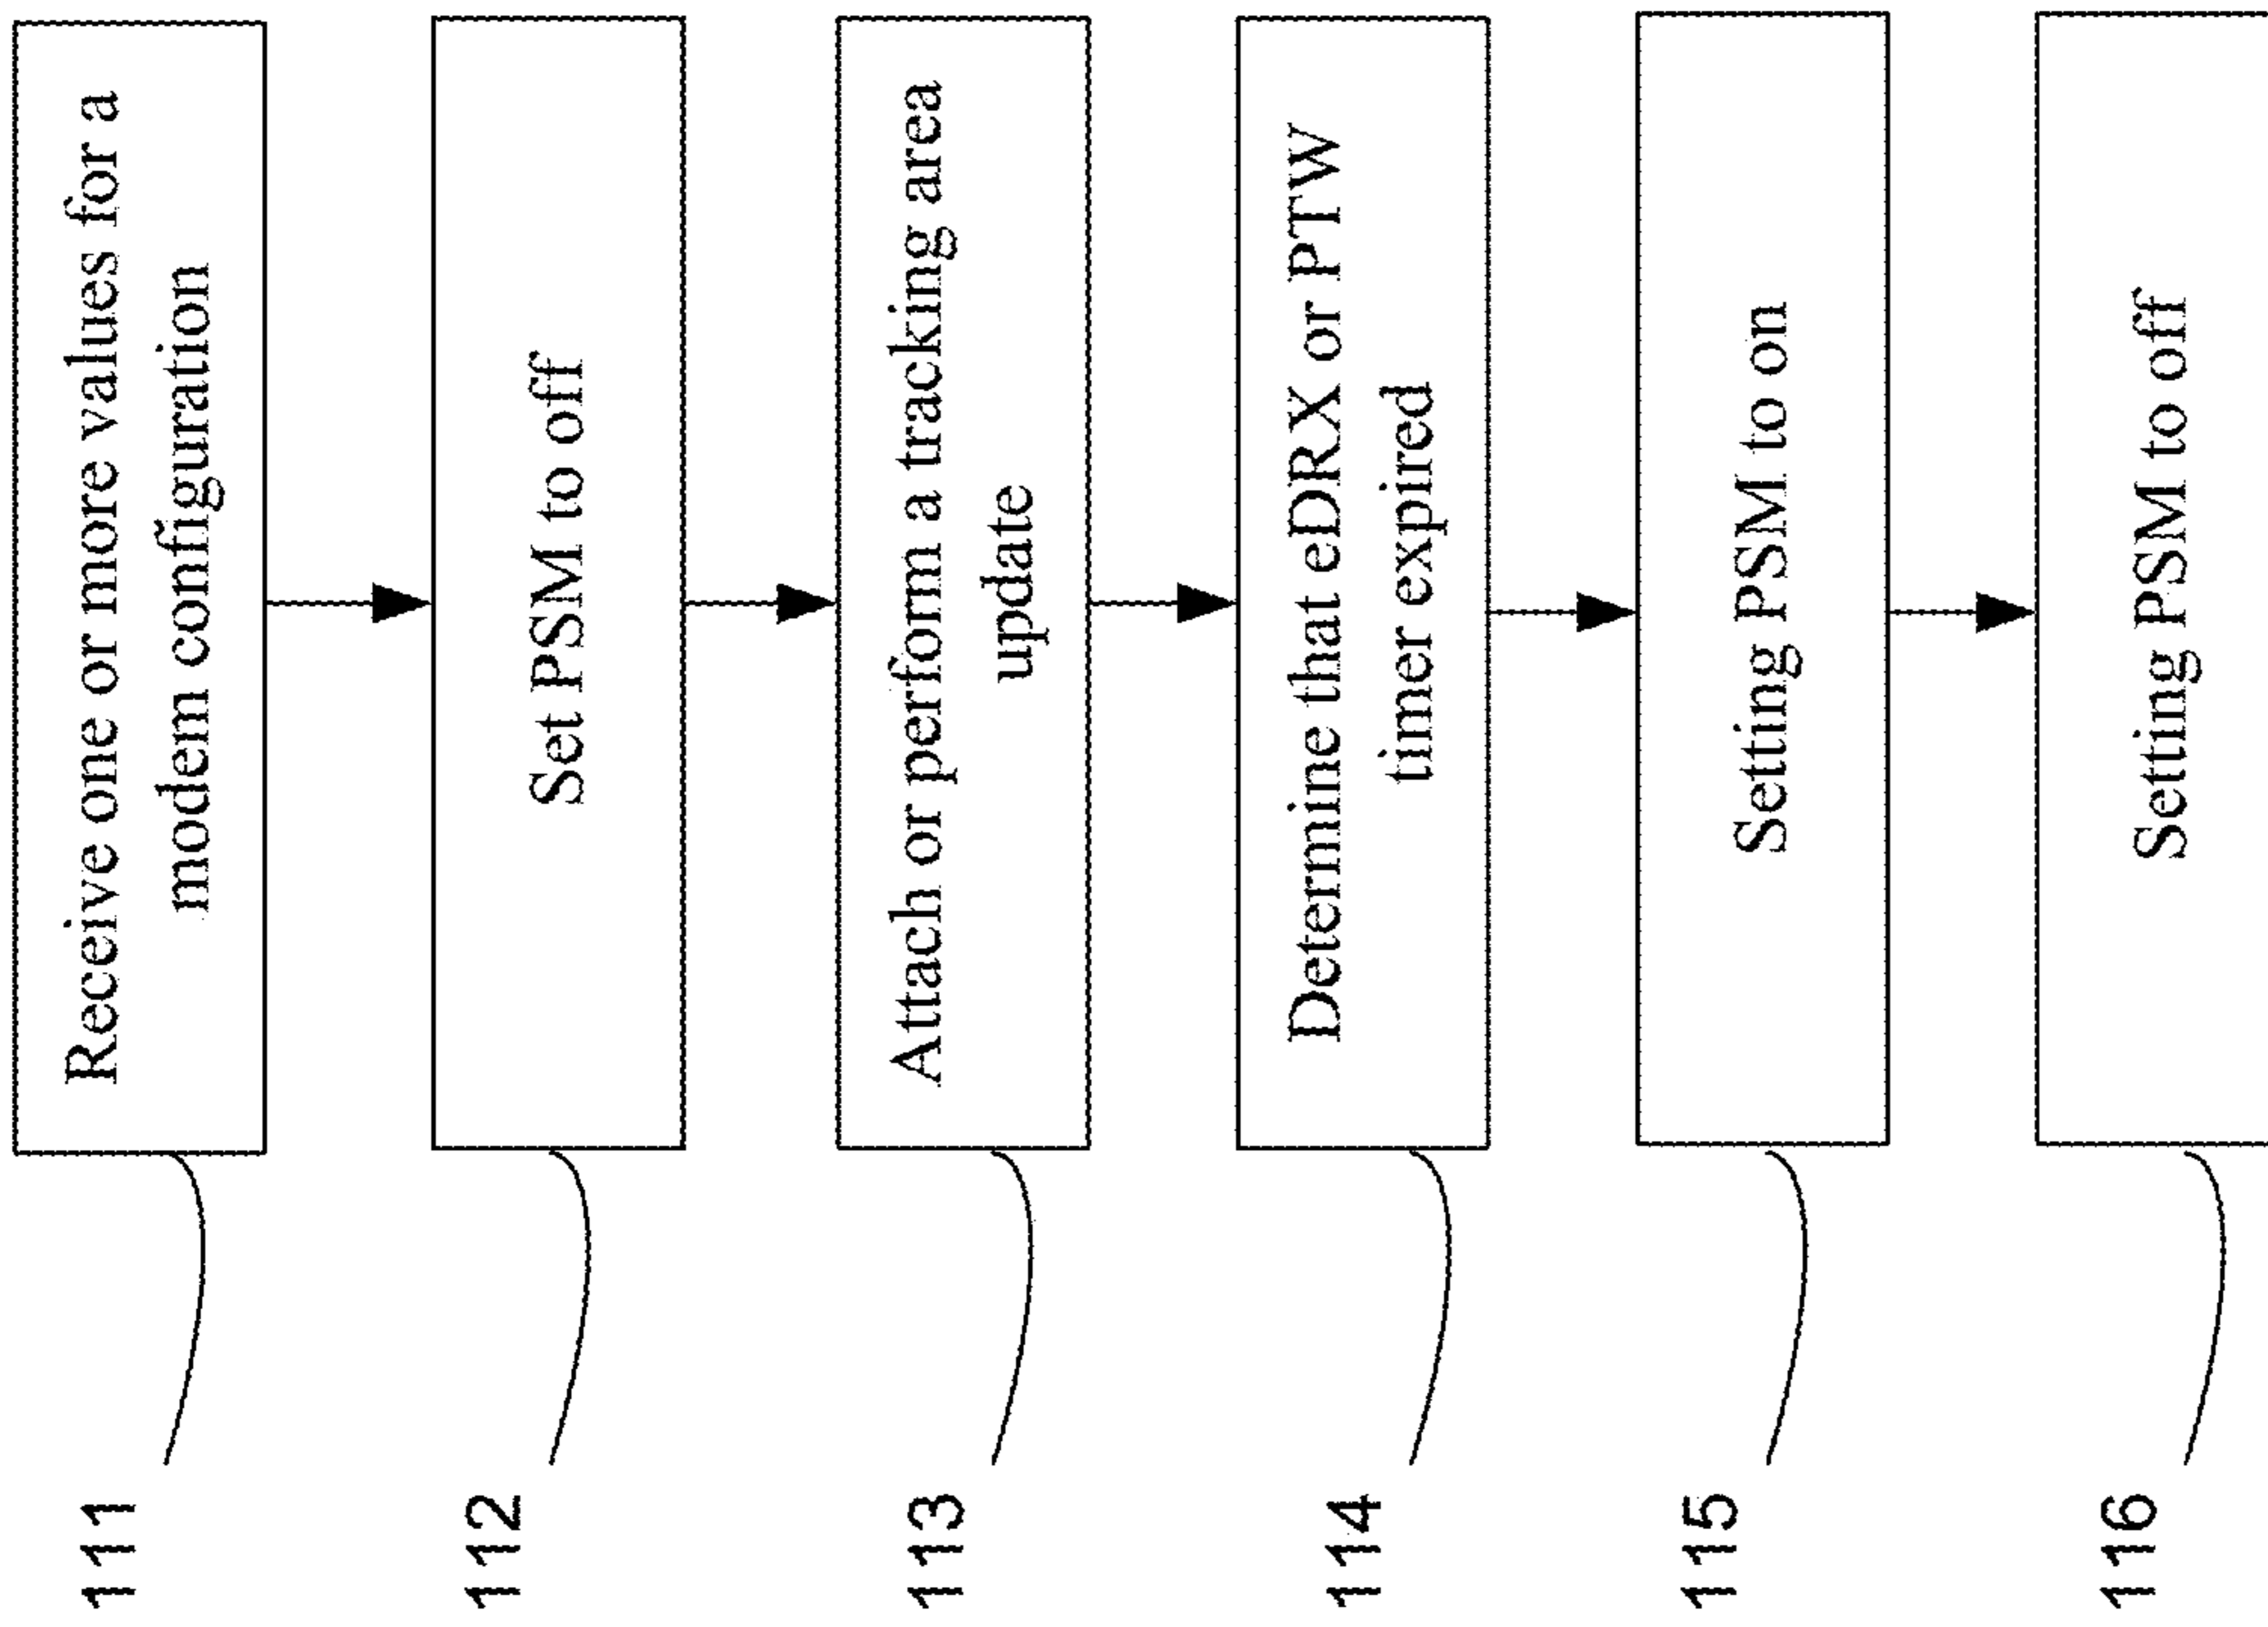 111
Receive one or more values for a
modem configuration
112
Set PSM to off
113
Attach or perform a tracking area
update
114
Determine that eDRX or PTW
timer expired
115
Setting PSM to on
116
Setting PSM to off